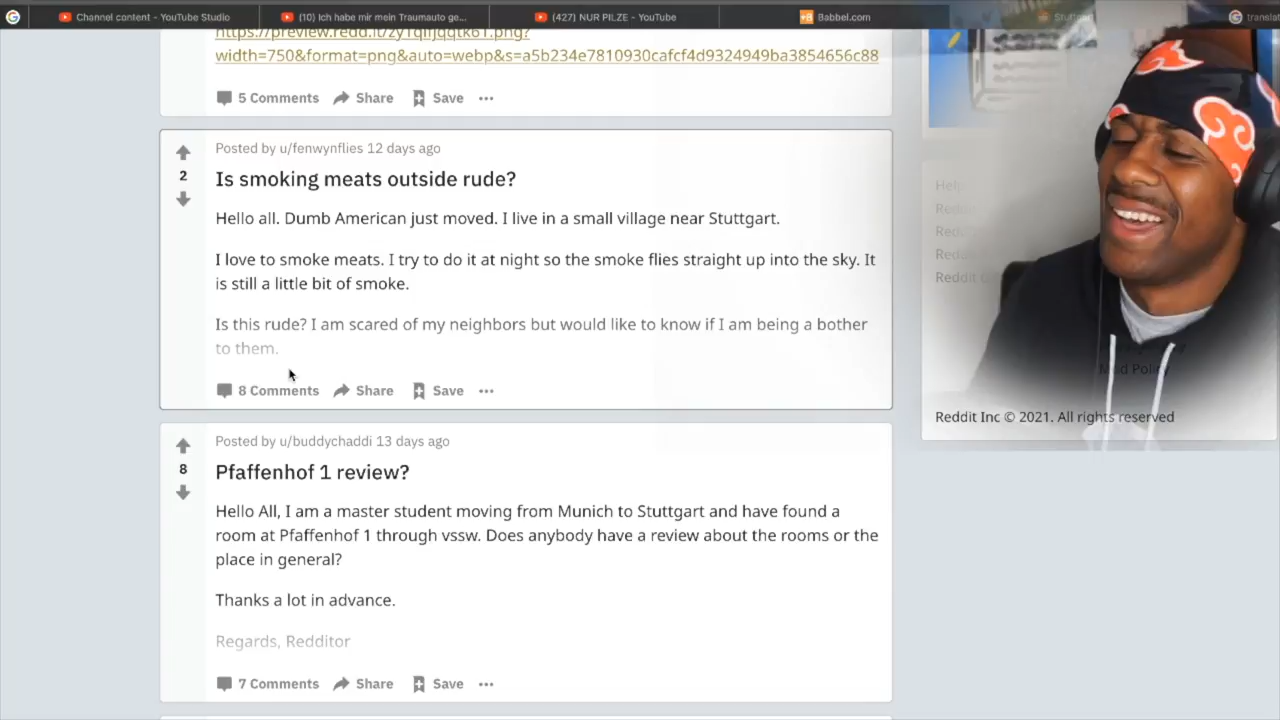 Channel content - YouTube Studio
(10) Ich habe mir mein Traumauto ge...
(427) NUR PILZE - YouTube
+B Babbel.com
Stuttgart
translat
width=750&format=png&auto=webp&s=a5b234e7810930cafcf4d9324949ba3854656c88
5 Comments Share Save ...
Posted by u/fenwynflies 12 days ago
2
Is smoking meats outside rude?
Hello all. Dumb American just moved. I live in a small village near Stuttgart.
I love to smoke meats. I try to do it at night so the smoke flies straight up into the sky. It
is still a little bit of smoke.
Is this rude? I am scared of my neighbors but would like to know if I am being a bother
to them.
8 Comments Share Save ...
Posted by u/buddychaddi 13 days ago
8
Pfaffenhof 1 review?
Hello All, I am a master student moving from Munich to Stuttgart and have found a
room at Pfaffenhof 1 through vssw. Does anybody have a review about the rooms or the
place in general?
Thanks a lot in advance.
Regards, Redditor
7 Comments Share Save ...
Help
Reddit
Mod Policy
Reddit Inc © 2021. All rights reserved